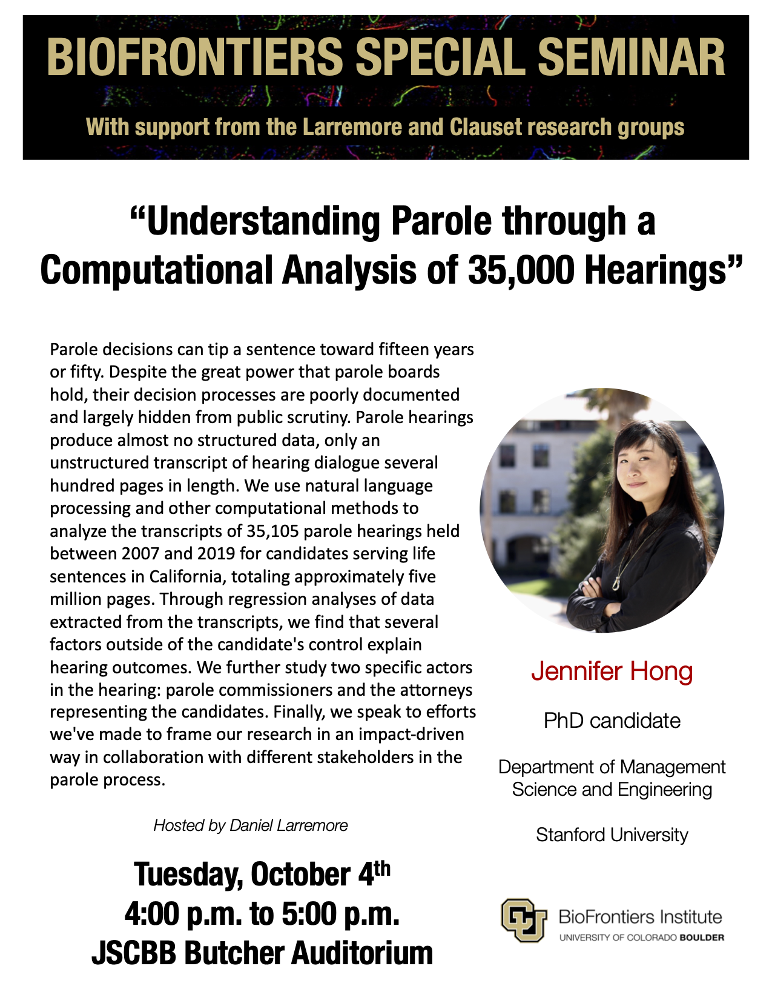 BIOFRONTIERS SPECIAL SEMINAR
With support from the Larremore and Clauset research groups
“Understanding Parole through a
Computational Analysis of 35,000 Hearings”
Parole decisions can tip a sentence toward fifteen years
or fifty. Despite the great power that parole boards
hold, their decision processes are poorly documented
and largely hidden from public scrutiny. Parole hearings
produce almost no structured data, only an
unstructured transcript of hearing dialogue several
hundred pages in length. We use natural language
processing and other computational methods to
analyze the transcripts of 35,105 parole hearings held
between 2007 and 2019 for candidates serving life
sentences in California, totaling approximately five
million pages. Through regression analyses of data
extracted from the transcripts, we find that several
factors outside of the candidate's control explain
hearing outcomes. We further study two specific actors
in the hearing: parole commissioners and the attorneys
representing the candidates. Finally, we speak to efforts
we've made to frame our research in an impact-driven
way in collaboration with different stakeholders in the
parole process.
Hosted by Daniel Larremore
Tuesday, October 4th
4:00 p.m. to 5:00 p.m.
JSCBB Butcher Auditorium
Jennifer Hong
PhD candidate
Department of Management
Science and Engineering
Stanford University
CU
BioFrontiers Institute
UNIVERSITY OF COLORADO BOULDER